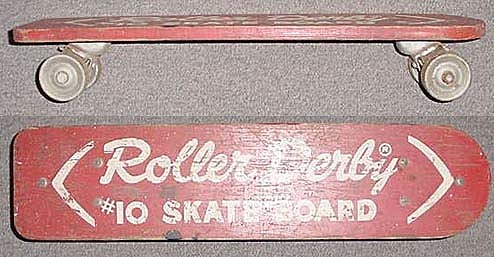 Roller Derby®
#10 SKATE BOARD